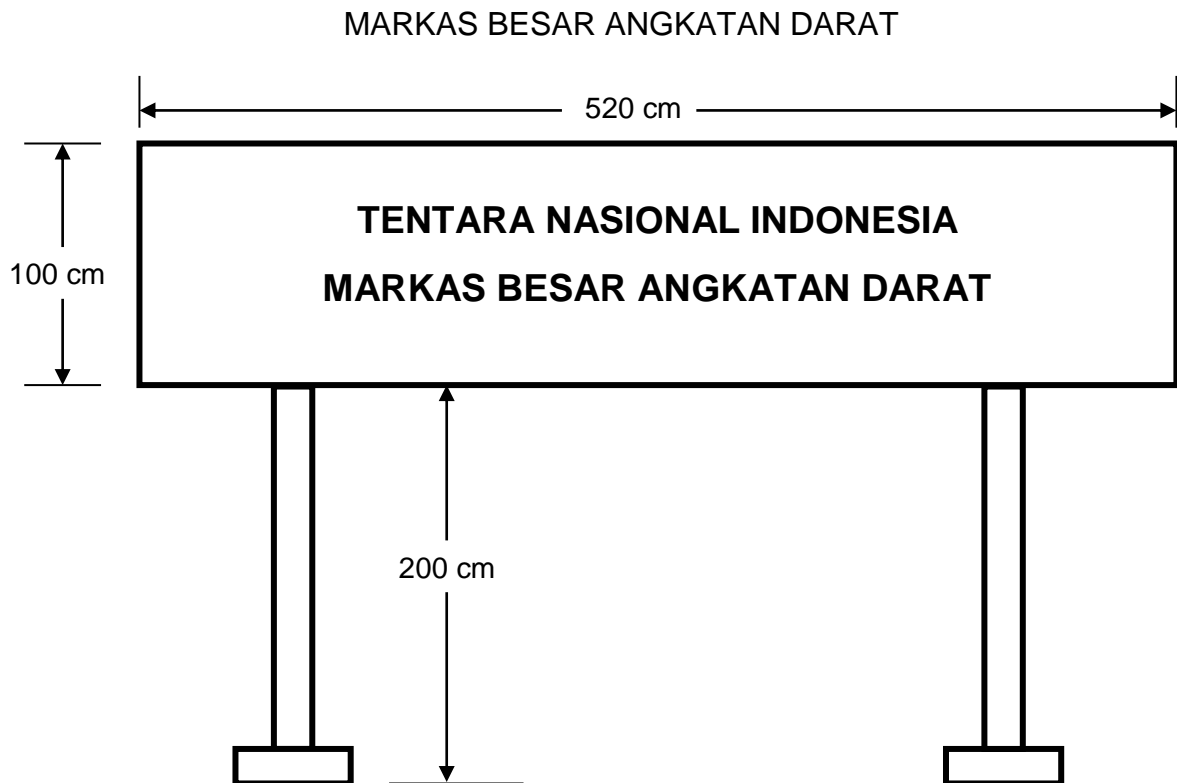 MARKAS BESAR ANGKATAN DARAT
520 cm
TENTARA NASIONAL INDONESIA
100 cm
MARKAS BESAR ANGKATAN DARAT
200 cm